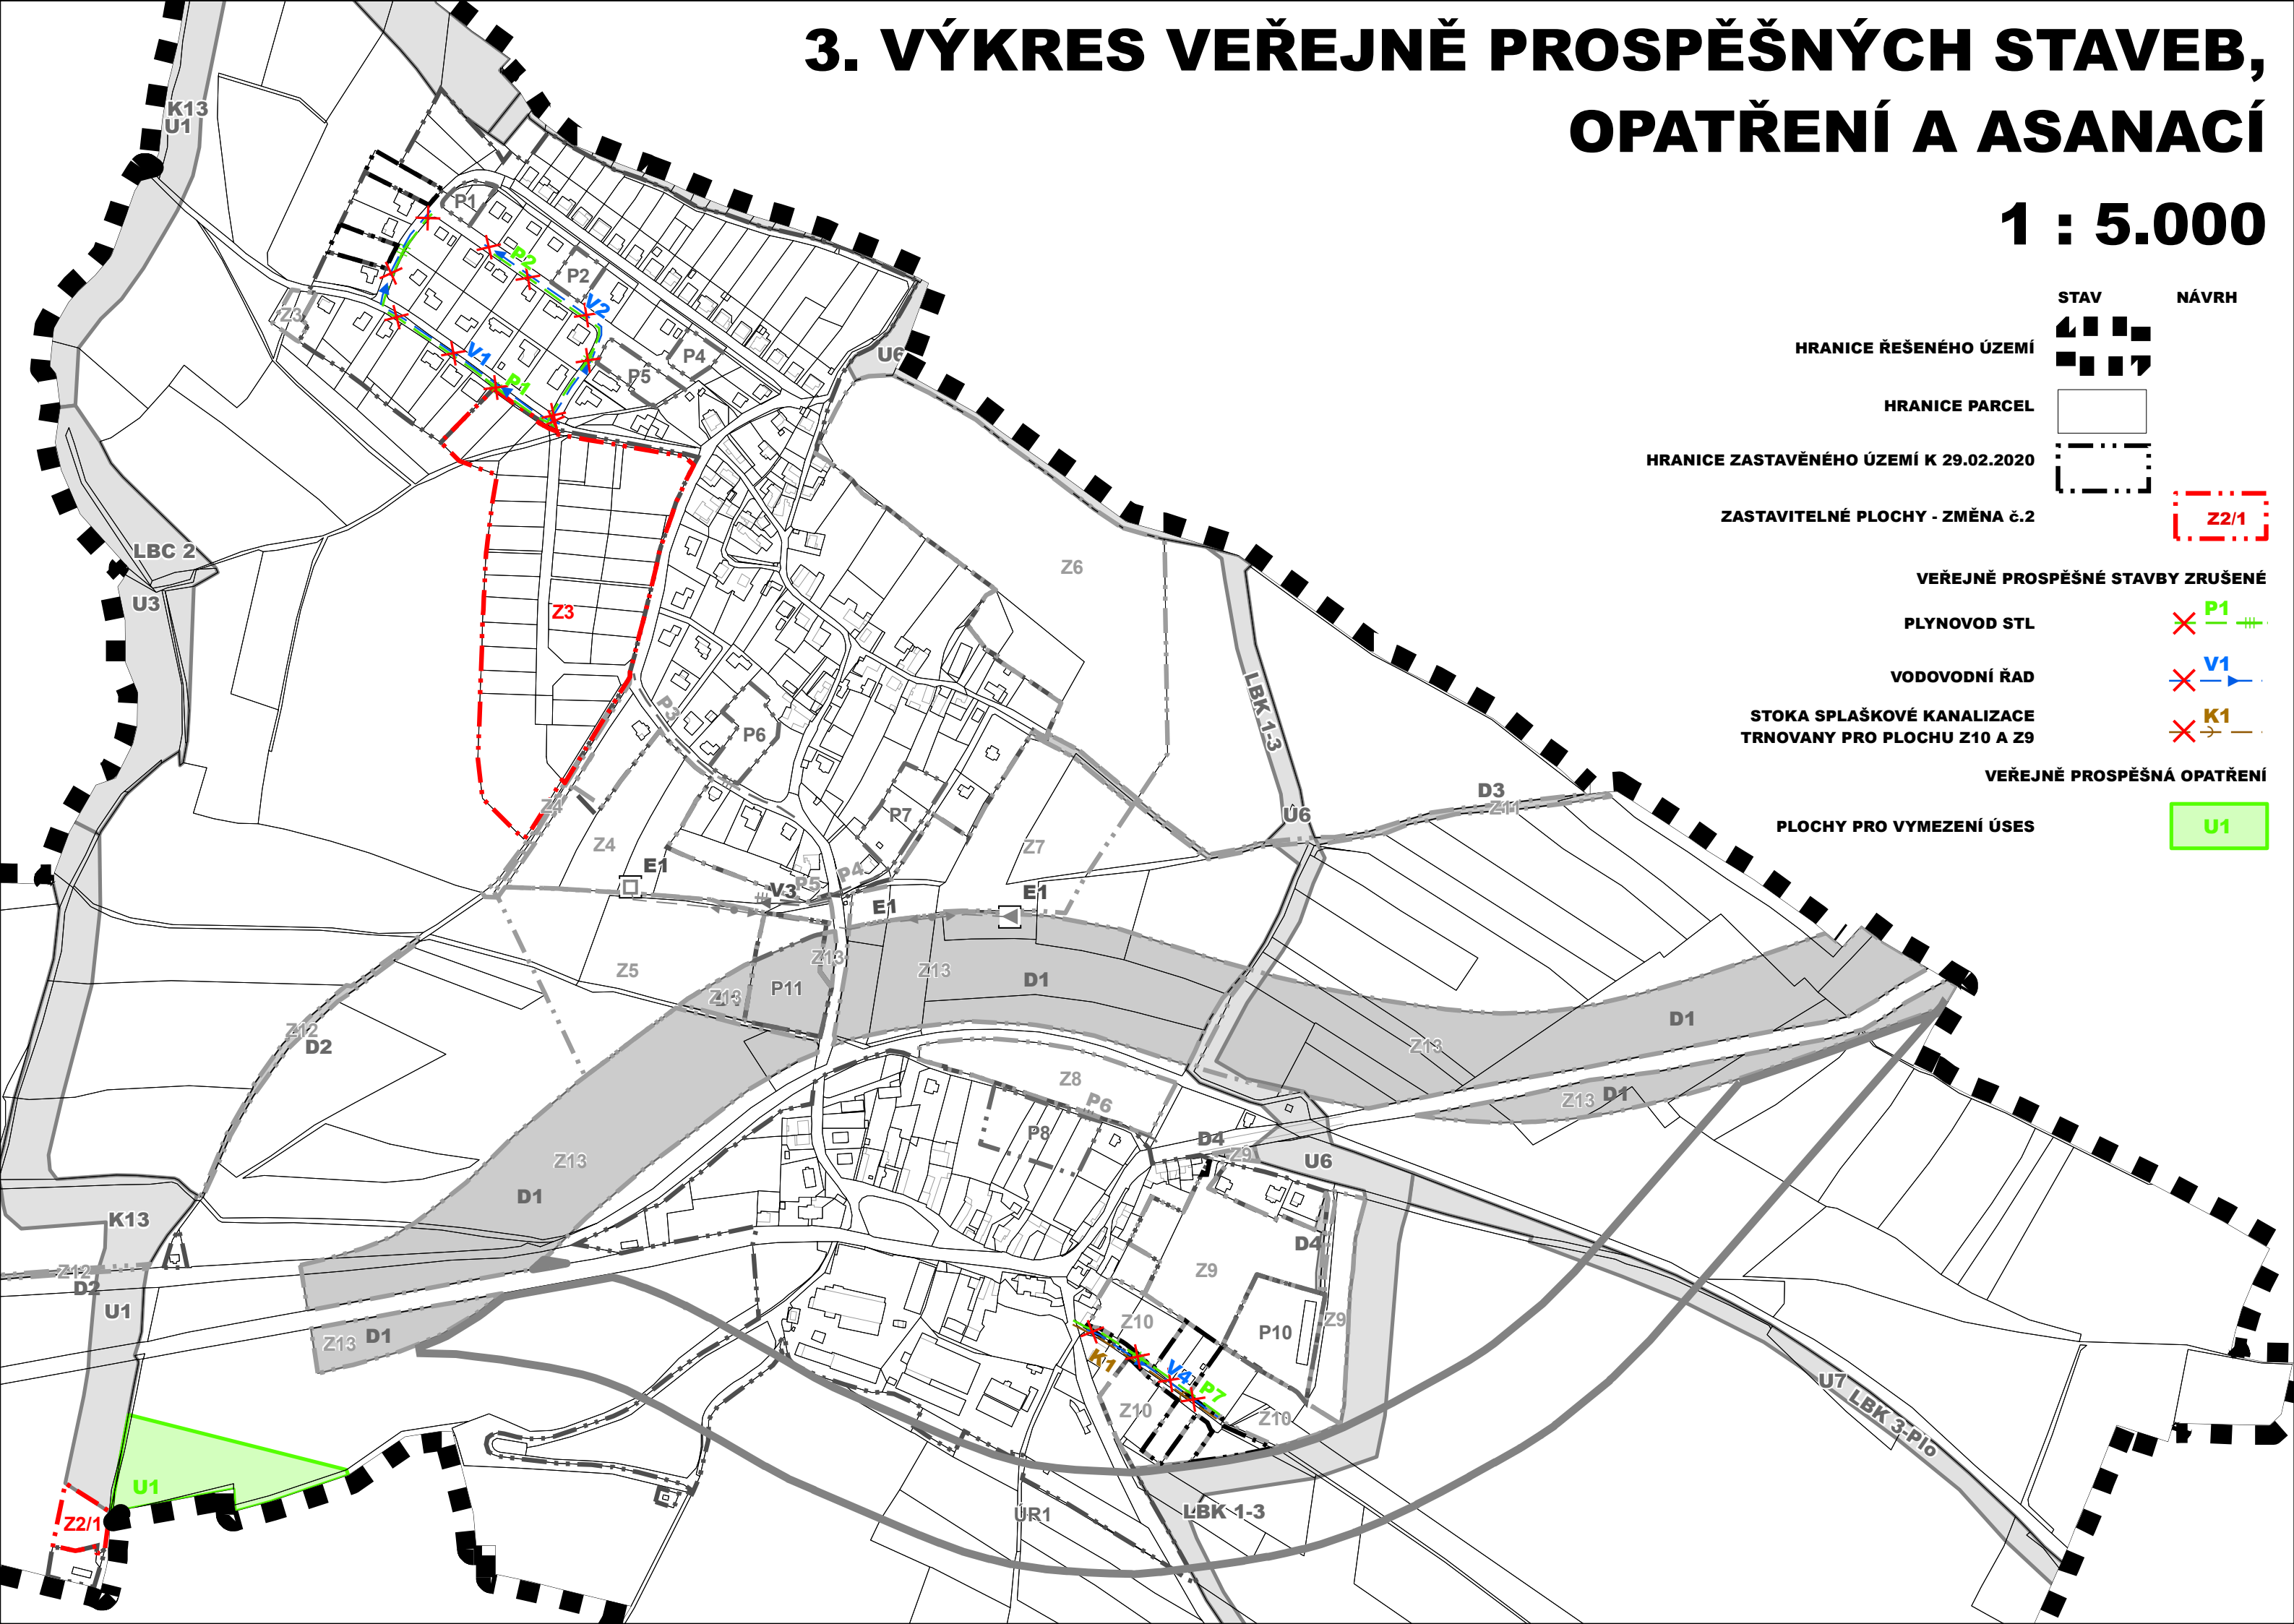 3. VÝKRES VEŘEJNĚ PROSPĚŠNÝCH STAVEB,
OPATŘENÍ A ASANACÍ
1 : 5.000
STAV NÁVRH
HRANICE ŘEŠENÉHO ÚZEMÍ
HRANICE PARCEL
HRANICE ZASTAVĚNÉHO ÚZEMÍ K 29.02.2020
ZASTAVITELNÉ PLOCHY - ZMĚNA č.2
Z2/1
VEŘEJNĚ PROSPĚŠNÉ STAVBY ZRUŠENÉ
PLYNOVOD STL
P1
VODOVODNÍ ŘAD
V1
STOKA SPLAŠKOVÉ KANALIZACE
TRNOVANY PRO PLOCHU Z10 A Z9
K1
VEŘEJNĚ PROSPĚŠNÁ OPATŘENÍ
PLOCHY PRO VYMEZENÍ ÚSES
U1
K13
U1
P1
P2
P2
V2
Z3
V1
P1
P4
P5
U6
LBC 2
U3
Z6
Z3
LBK 1-3
P3
P6
D3
Z11
Z4
P7
U6
Z4
Z7
E1
P5
P4
V3
E1
E1
Z13
Z5
Z13
D1
P11
Z13
D1
Z12
D2
Z13
Z8
P6
Z13
D1
P8
D4
Z9
U6
Z13
D1
K13
D4
Z9
Z12
D2
U1
Z10
Z9
P10
Z13
D1
K1
V4
P7
U7
LBK 3-Plo
Z10
Z10
U1
Z2/1
UR1
LBK 1-3